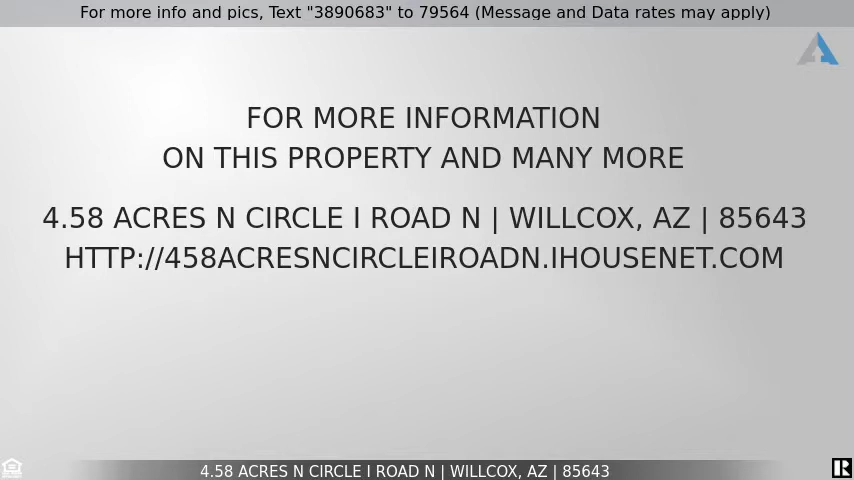 For more info and pics, Text "3890683" to 79564 (Message and Data rates may apply)
FOR MORE INFORMATION
ON THIS PROPERTY AND MANY MORE
4.58 ACRES N CIRCLE I ROAD N | WILLCOX, AZ | 85643
HTTP://458ACRESNCIRCLEIROADN.IHOUSENET.COM
4.58 ACRES N CIRCLE I ROAD N | WILLCOX, AZ | 85643